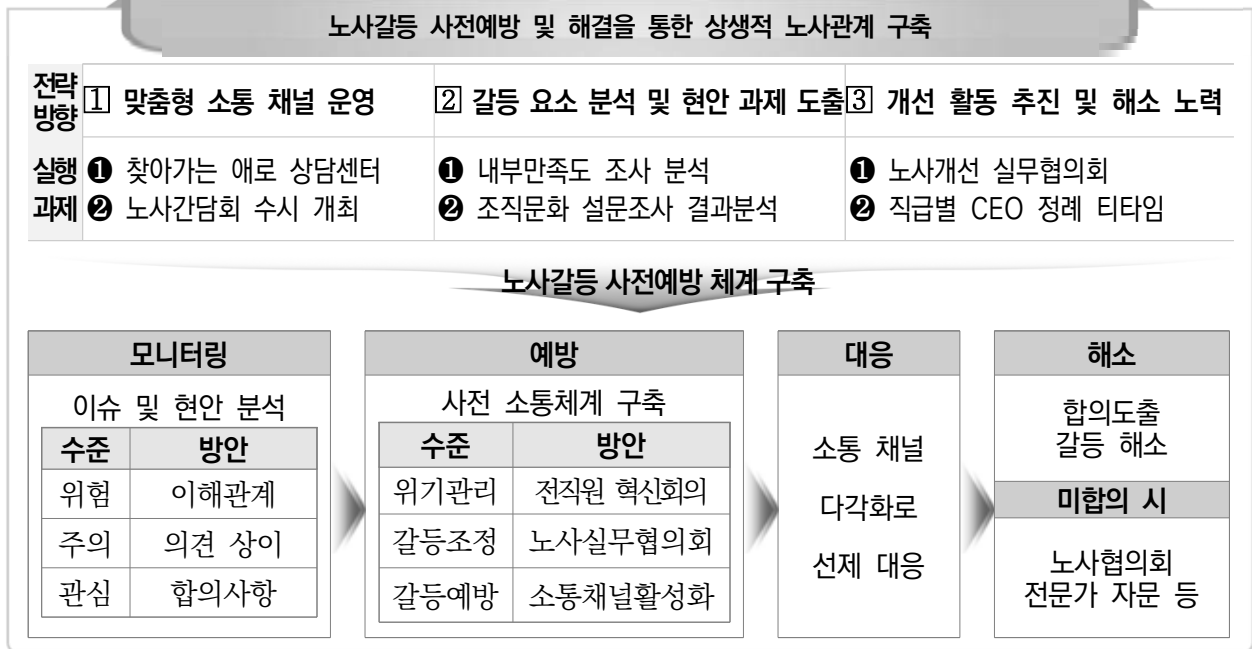 노사갈등 사전예방 및 해결을 통한 상생적 노사관계 구축
전략
방향
1 맞춤형 소통 채널 운영
2 갈등 요소 분석 및 현안 과제 도출
3 개선 활동 추진 및 해소 노력
실행
과제
❶ 찾아가는 애로 상담센터
❷ 노사간담회 수시 개최
❶ 내부만족도 조사 분석
❷ 조직문화 설문조사 결과분석
❶ 노사개선 실무협의회
❷ 직급별 CEO 정례 티타임
노사갈등 사전예방 체계 구축
모니터링
이슈 및 현안 분석
수준 방안
위험 이해관계
주의 의견 상이
관심 합의사항
예방
사전 소통체계 구축
수준 방안
위기관리 전직원 혁신회의
갈등조정 노사실무협의회
갈등예방 소통채널활성화
대응
소통 채널
다각화로
선제 대응
해소
합의도출
갈등 해소
미합의 시
노사협의회
전문가 자문 등